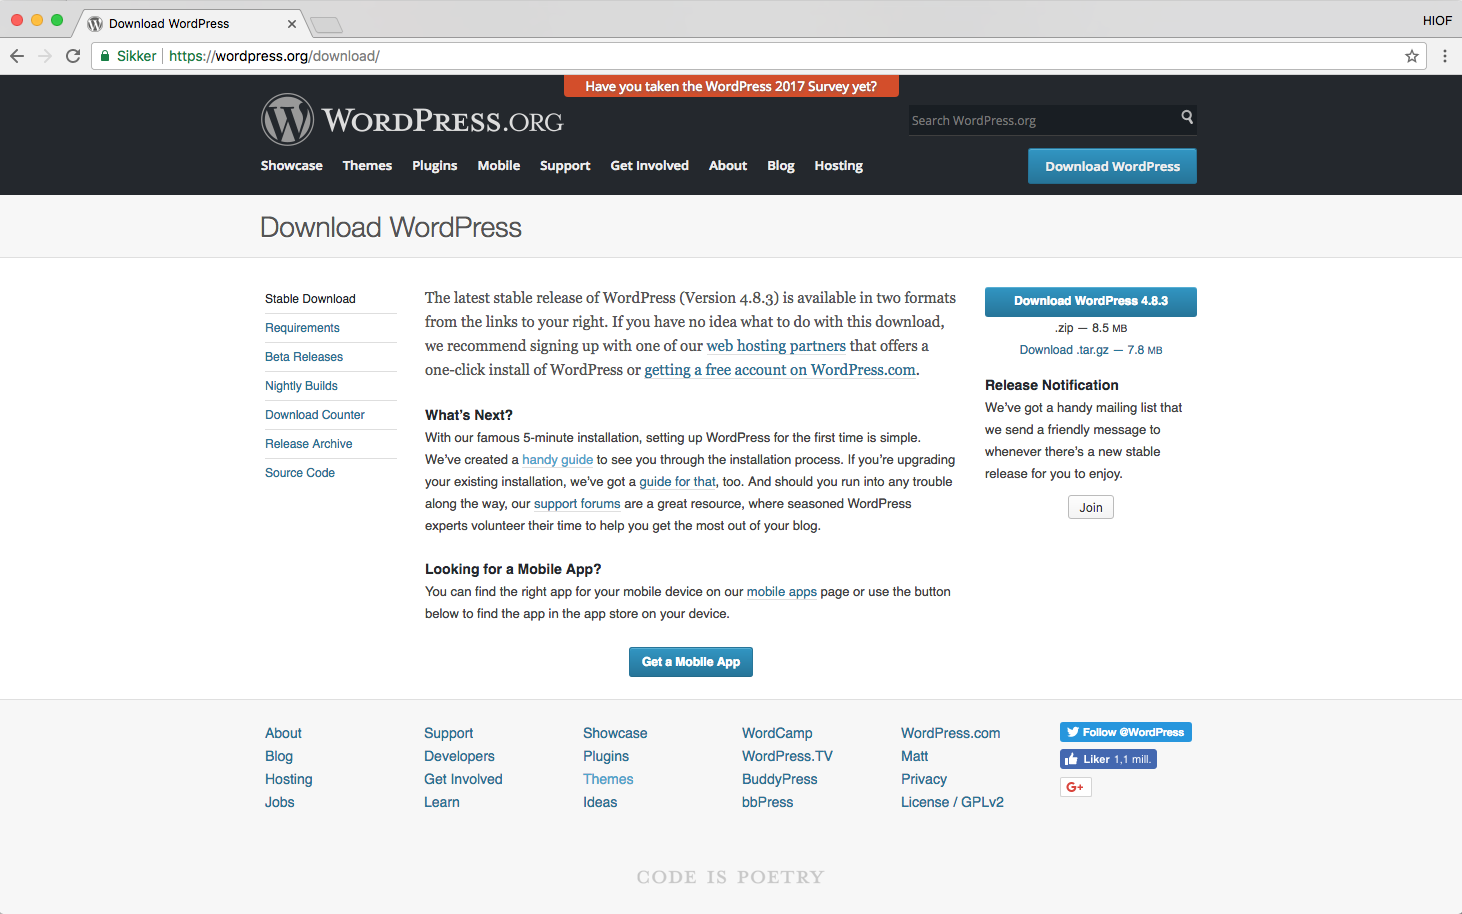 Download WordPress
HIOF
Sikker https://wordpress.org/download/
Have you taken the WordPress 2017 Survey yet?
WORDPRESS.ORG
Search WordPress.org
Showcase Themes Plugins Mobile Support Get Involved About Blog Hosting
Download WordPress
Download WordPress
Stable Download
Requirements
Beta Releases
Nightly Builds
Download Counter
Release Archive
Source Code
The latest stable release of WordPress (Version 4.8.3) is available in two formats
from the links to your right. If you have no idea what to do with this download,
we recommend signing up with one of our web hosting partners that offers a
one-click install of WordPress or getting a free account on WordPress.com.
What's Next?
With our famous 5-minute installation, setting up WordPress for the first time is simple.
We've created a handy guide to see you through the installation process. If you're upgrading
your existing installation, we've got a guide for that, too. And should you run into any trouble
along the way, our support forums are a great resource, where seasoned WordPress
experts volunteer their time to help you get the most out of your blog.
Looking for a Mobile App?
You can find the right app for your mobile device on our mobile apps page or use the button
below to find the app in the app store on your device.
Get a Mobile App
Download WordPress 4.8.3
.zip — 8.5 MB
Download .tar.gz — 7.8 MB
Release Notification
We've got a handy mailing list that
we send a friendly message to
whenever there's a new stable
release for you to enjoy.
Join
About
Blog
Hosting
Jobs
Support
Developers
Get Involved
Learn
Showcase
Plugins
Themes
Ideas
WordCamp
WordPress.TV
BuddyPress
bbPress
WordPress.com
Matt
Privacy
License / GPLv2
Follow @WordPress
Liker 1,1 mill.
G+
CODE IS POETRY